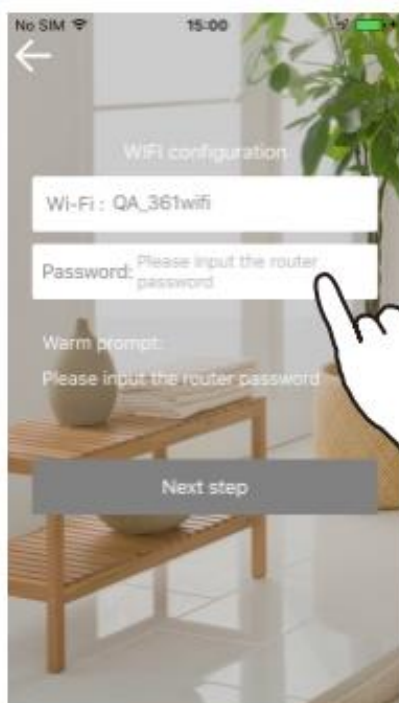 No SIM 15:00
WIFI configuration
Wi-Fi : QA_361wifi
Password: Please input the router
password
Warm prompt:
Please input the router password
Next step